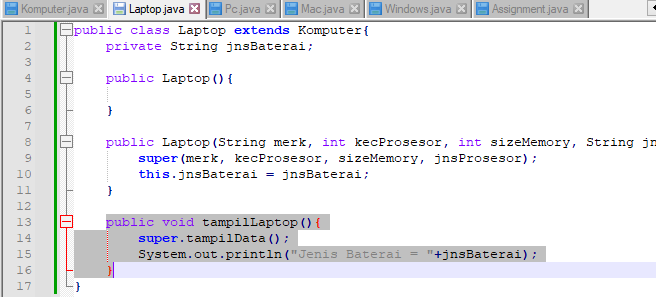 Komputer.java Laptop.java Pc.java Mac.java Windows.java Assignment.java
1 public class Laptop extends Komputer{
2 private String jnsBaterai;
3
4 public Laptop(){
5
6 }
7
8 public Laptop(String merk, int kecProsesor, int sizeMemory, String jn
9 super(merk, kecProsesor, sizeMemory, jnsProsesor);
10 this.jnsBaterai = jnsBaterai;
11 }
12
13 public void tampilLaptop(){
14 super.tampilData();
15 System.out.println("Jenis Baterai = "+jnsBaterai);
16 }
17 }